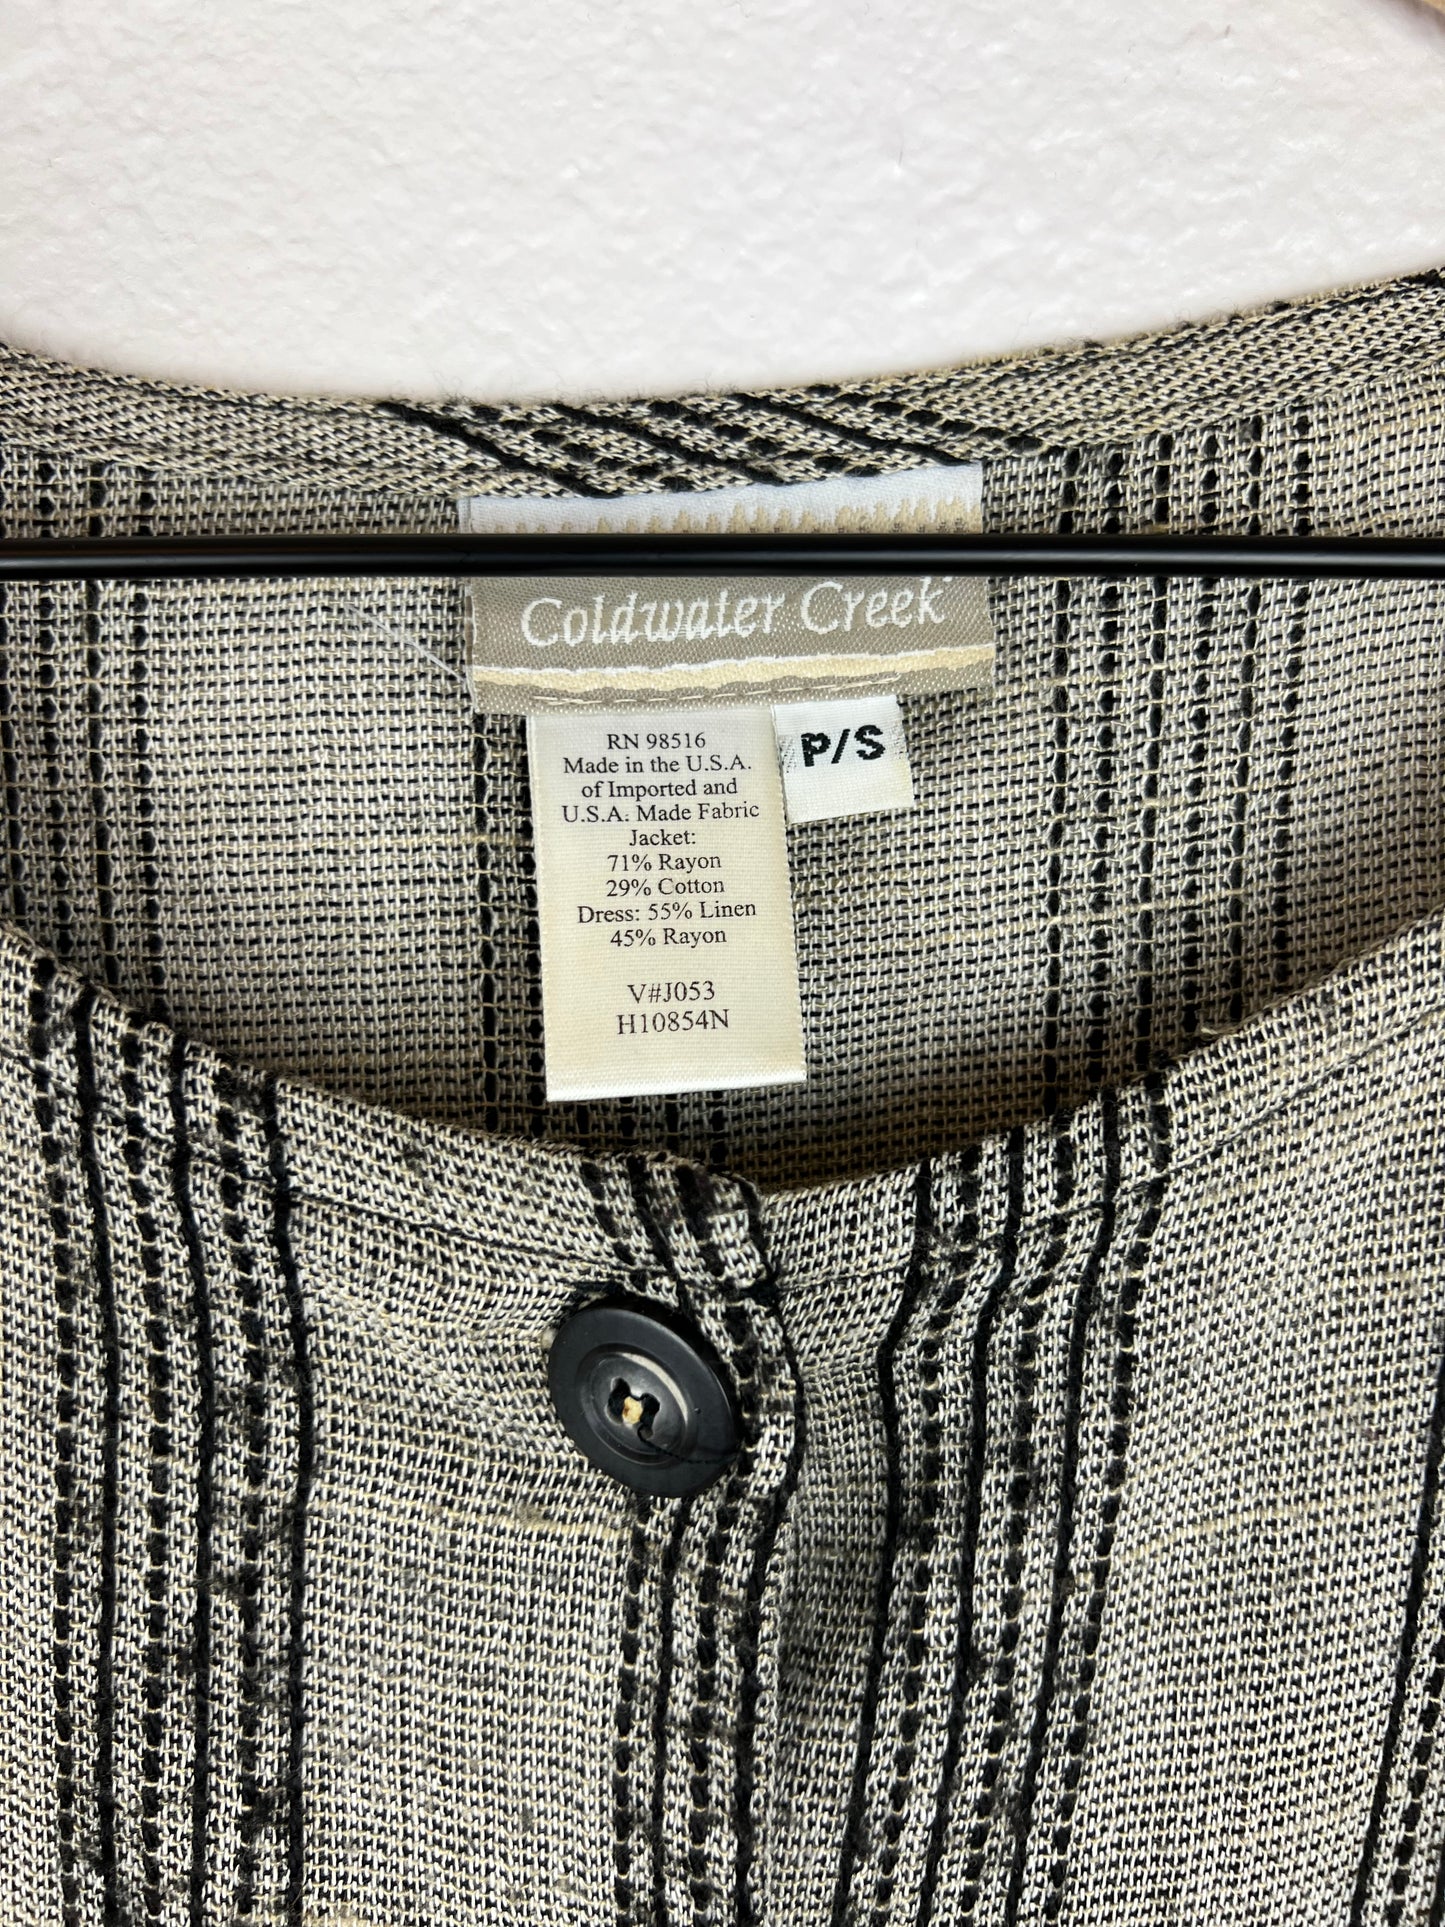 Coldwater Creek
P/S
RN 98516
Made in the U.S.A.
of Imported and
U.S.A. Made Fabric
Jacket:
71% Rayon
29% Cotton
Dress: 55% Linen
45% Rayon
V#J053
H10854N